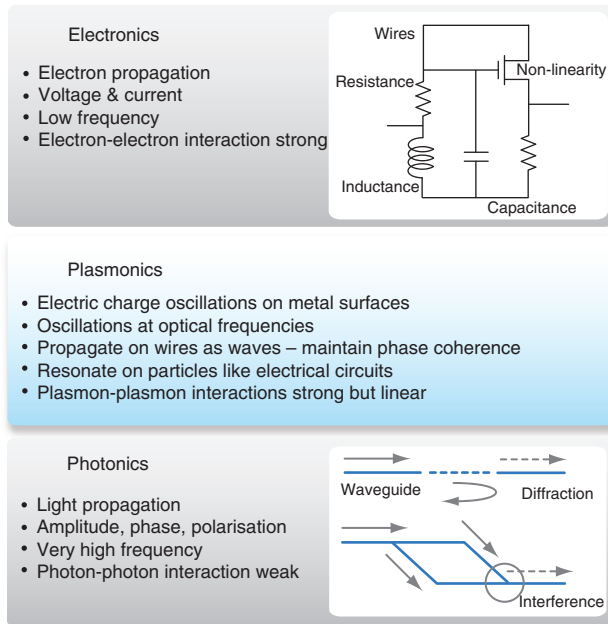 Electronics
• Electron propagation
• Voltage & current
• Low frequency
• Electron-electron interaction strong
Wires
Non-linearity
Resistance
Inductance
Capacitance
Plasmonics
• Electric charge oscillations on metal surfaces
• Oscillations at optical frequencies
• Propagate on wires as waves – maintain phase coherence
• Resonate on particles like electrical circuits
• Plasmon-plasmon interactions strong but linear
Photonics
• Light propagation
• Amplitude, phase, polarisation
• Very high frequency
• Photon-photon interaction weak
Waveguide
Diffraction
Interference